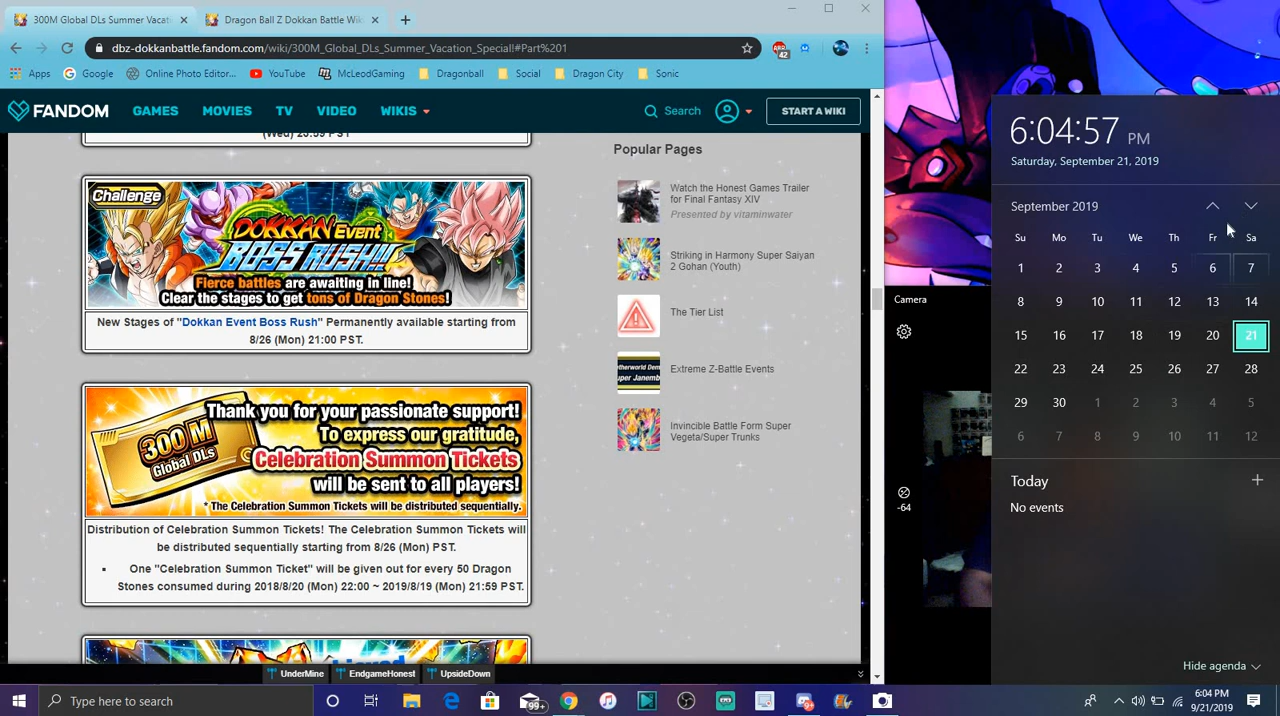 300M Global DLs Summer Vacati
Dragon Ball Z Dokkan Battle Wik
dbz-dokkanbattle.fandom.com/wiki/300M_Global_DLs_Summer_Vacation_Special!#Part%201
42
Apps
Google
Online Photo Editor...
YouTube
McLeodGaming
Dragonball
Social
Dragon City
Sonic
FANDOM
GAMES
MOVIES
TV
VIDEO
WIKIS
Search
START A WIKI
(Wed) 23:59 PST
Challenge
DOKKAN Event
BOSS RUSH!!
Fierce battles are awaiting in line!
Clear the stages to get tons of Dragon Stones!
New Stages of "Dokkan Event Boss Rush" Permanently available starting from
8/26 (Mon) 21:00 PST.
300 M
Global DLs
Thank you for your passionate support!
To express our gratitude,
Celebration Summon Tickets
will be sent to all players!
* The Celebration Summon Tickets will be distributed sequentially.
Distribution of Celebration Summon Tickets! The Celebration Summon Tickets will
be distributed sequentially starting from 8/26 (Mon) PST.
▪ One "Celebration Summon Ticket" will be given out for every 50 Dragon
Stones consumed during 2018/8/20 (Mon) 22:00 ~ 2019/8/19 (Mon) 21:59 PST.
Popular Pages
Watch the Honest Games Trailer
for Final Fantasy XIV
Presented by vitaminwater
Striking in Harmony Super Saiyan
2 Gohan (Youth)
The Tier List
Extreme Z-Battle Events
Invincible Battle Form Super
Vegeta/Super Trunks
UnderMine
EndgameHonest
UpsideDown
Camera
-64
6:04:57 PM
Saturday, September 21, 2019
September 2019
Su Mo Tu We Th Fr Sa
1 2 3 4 5 6 7
8 9 10 11 12 13 14
15 16 17 18 19 20 21
22 23 24 25 26 27 28
29 30 1 2 3 4 5
6 7 8 9 10 11 12
Today
No events
Hide agenda
Type here to search
99+
9+
6:04 PM
9/21/2019